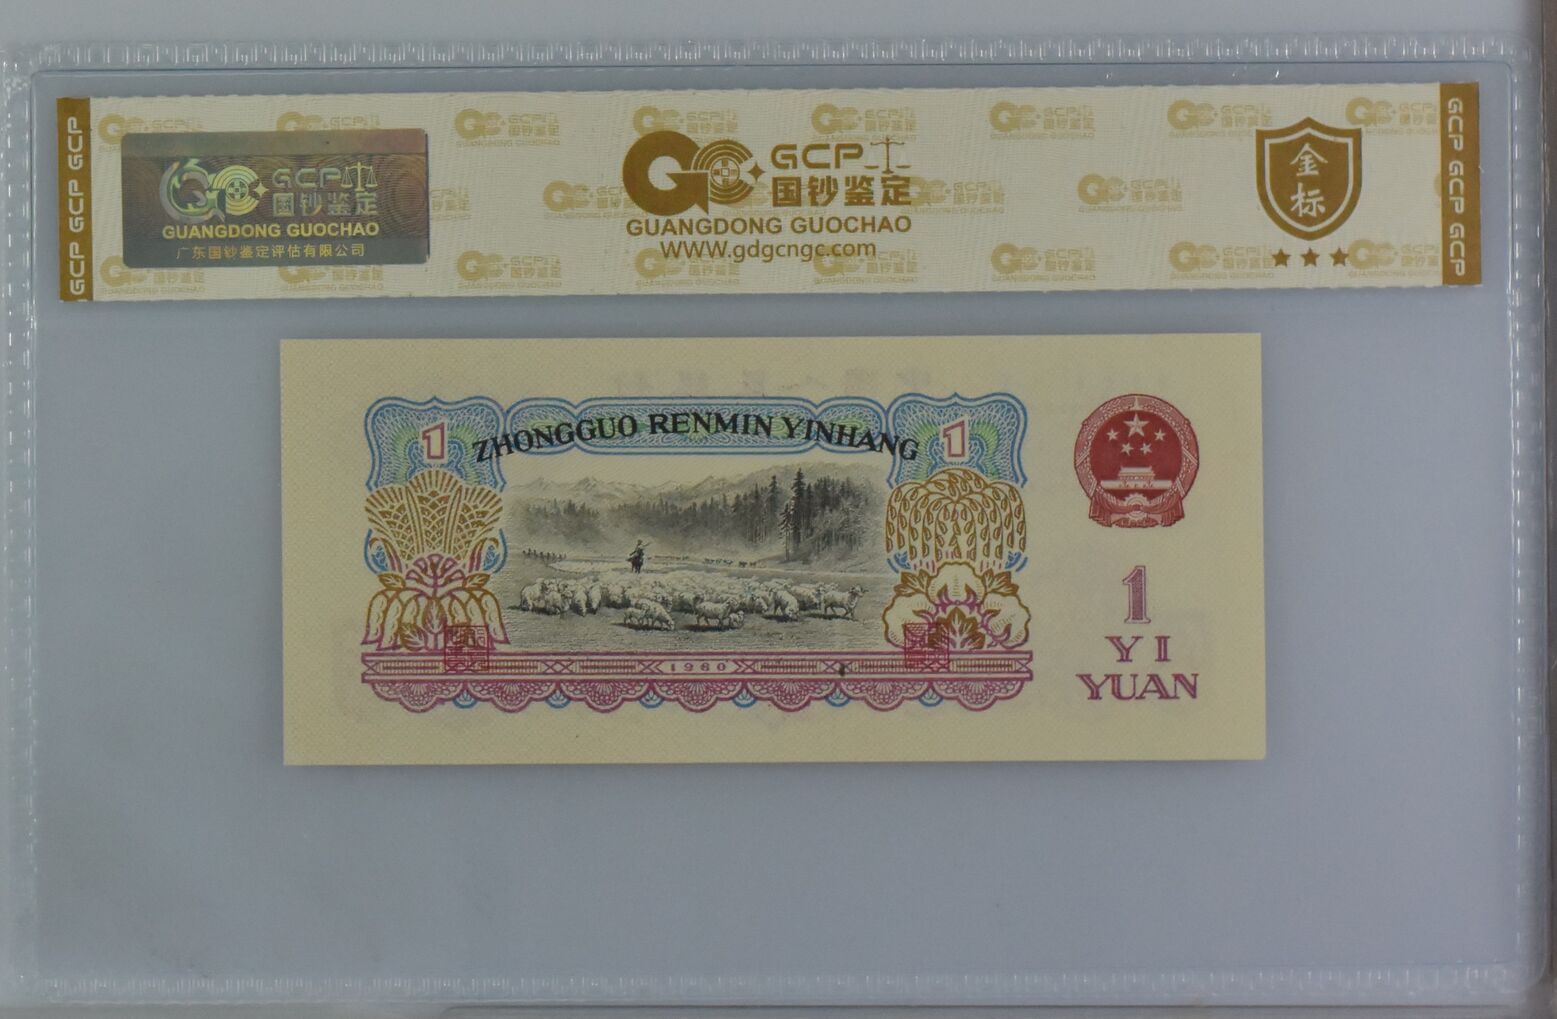 GCP GCP GCP
GCP
国钞鉴定
GUANGDONG GUOCHAO
广东国钞鉴定评估有限公司
GCP
国钞鉴定
GUANGDONG GUOCHAO
WWW.gdgcngc.com
金
标
GCP GCP GCP
1
ZHONGGUO RENMIN YINHANG
1
1960
1
YI
YUAN